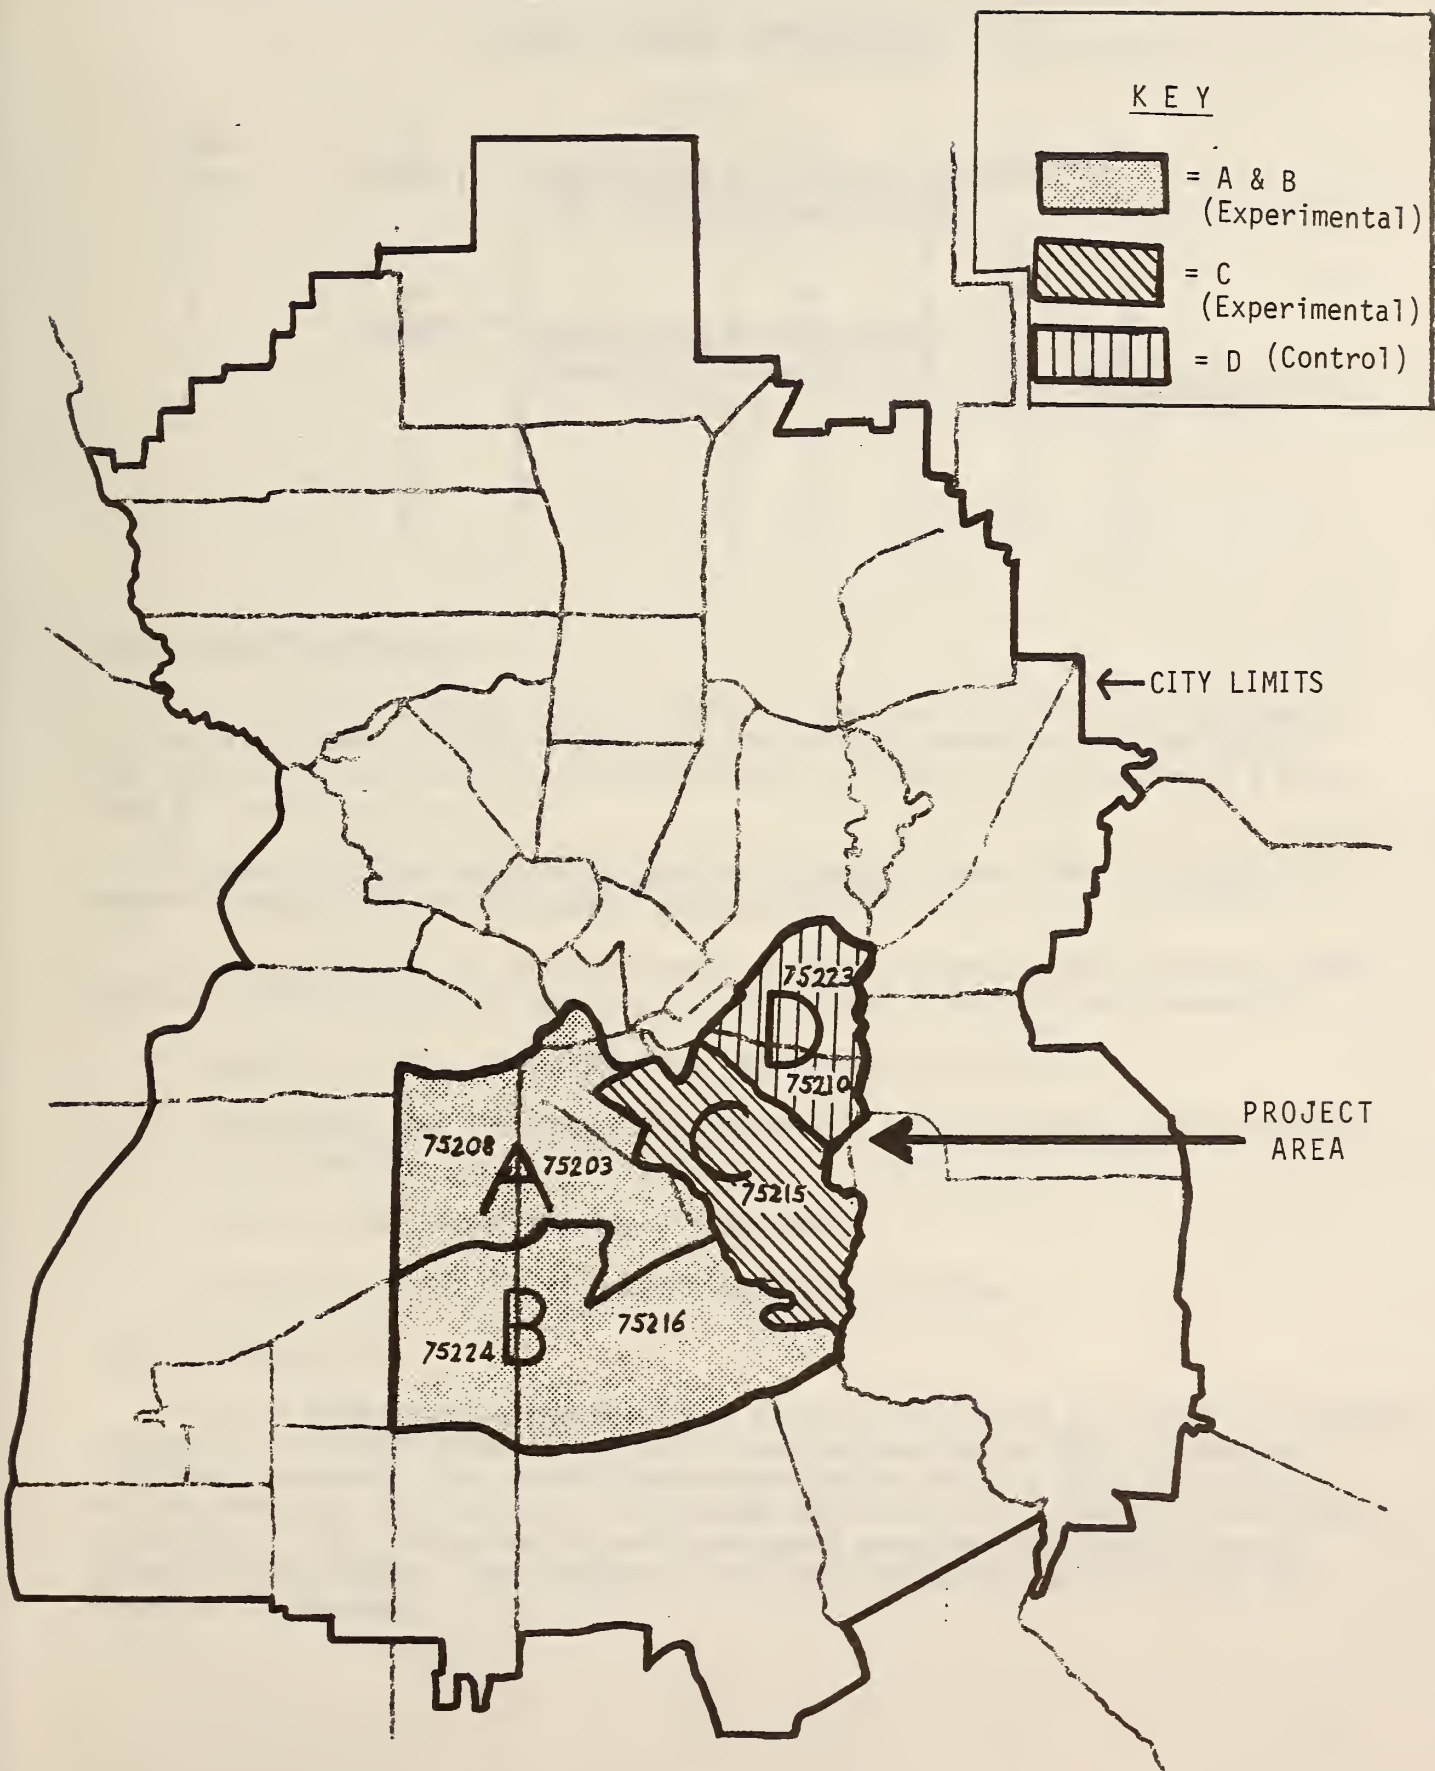 KEY
= A & B
(Experimental)
= C
(Experimental)
= D (Control)
←CITY LIMITS
75223
D
75210
PROJECT
AREA
C
75208
A
75203
75215
B
75216
75224